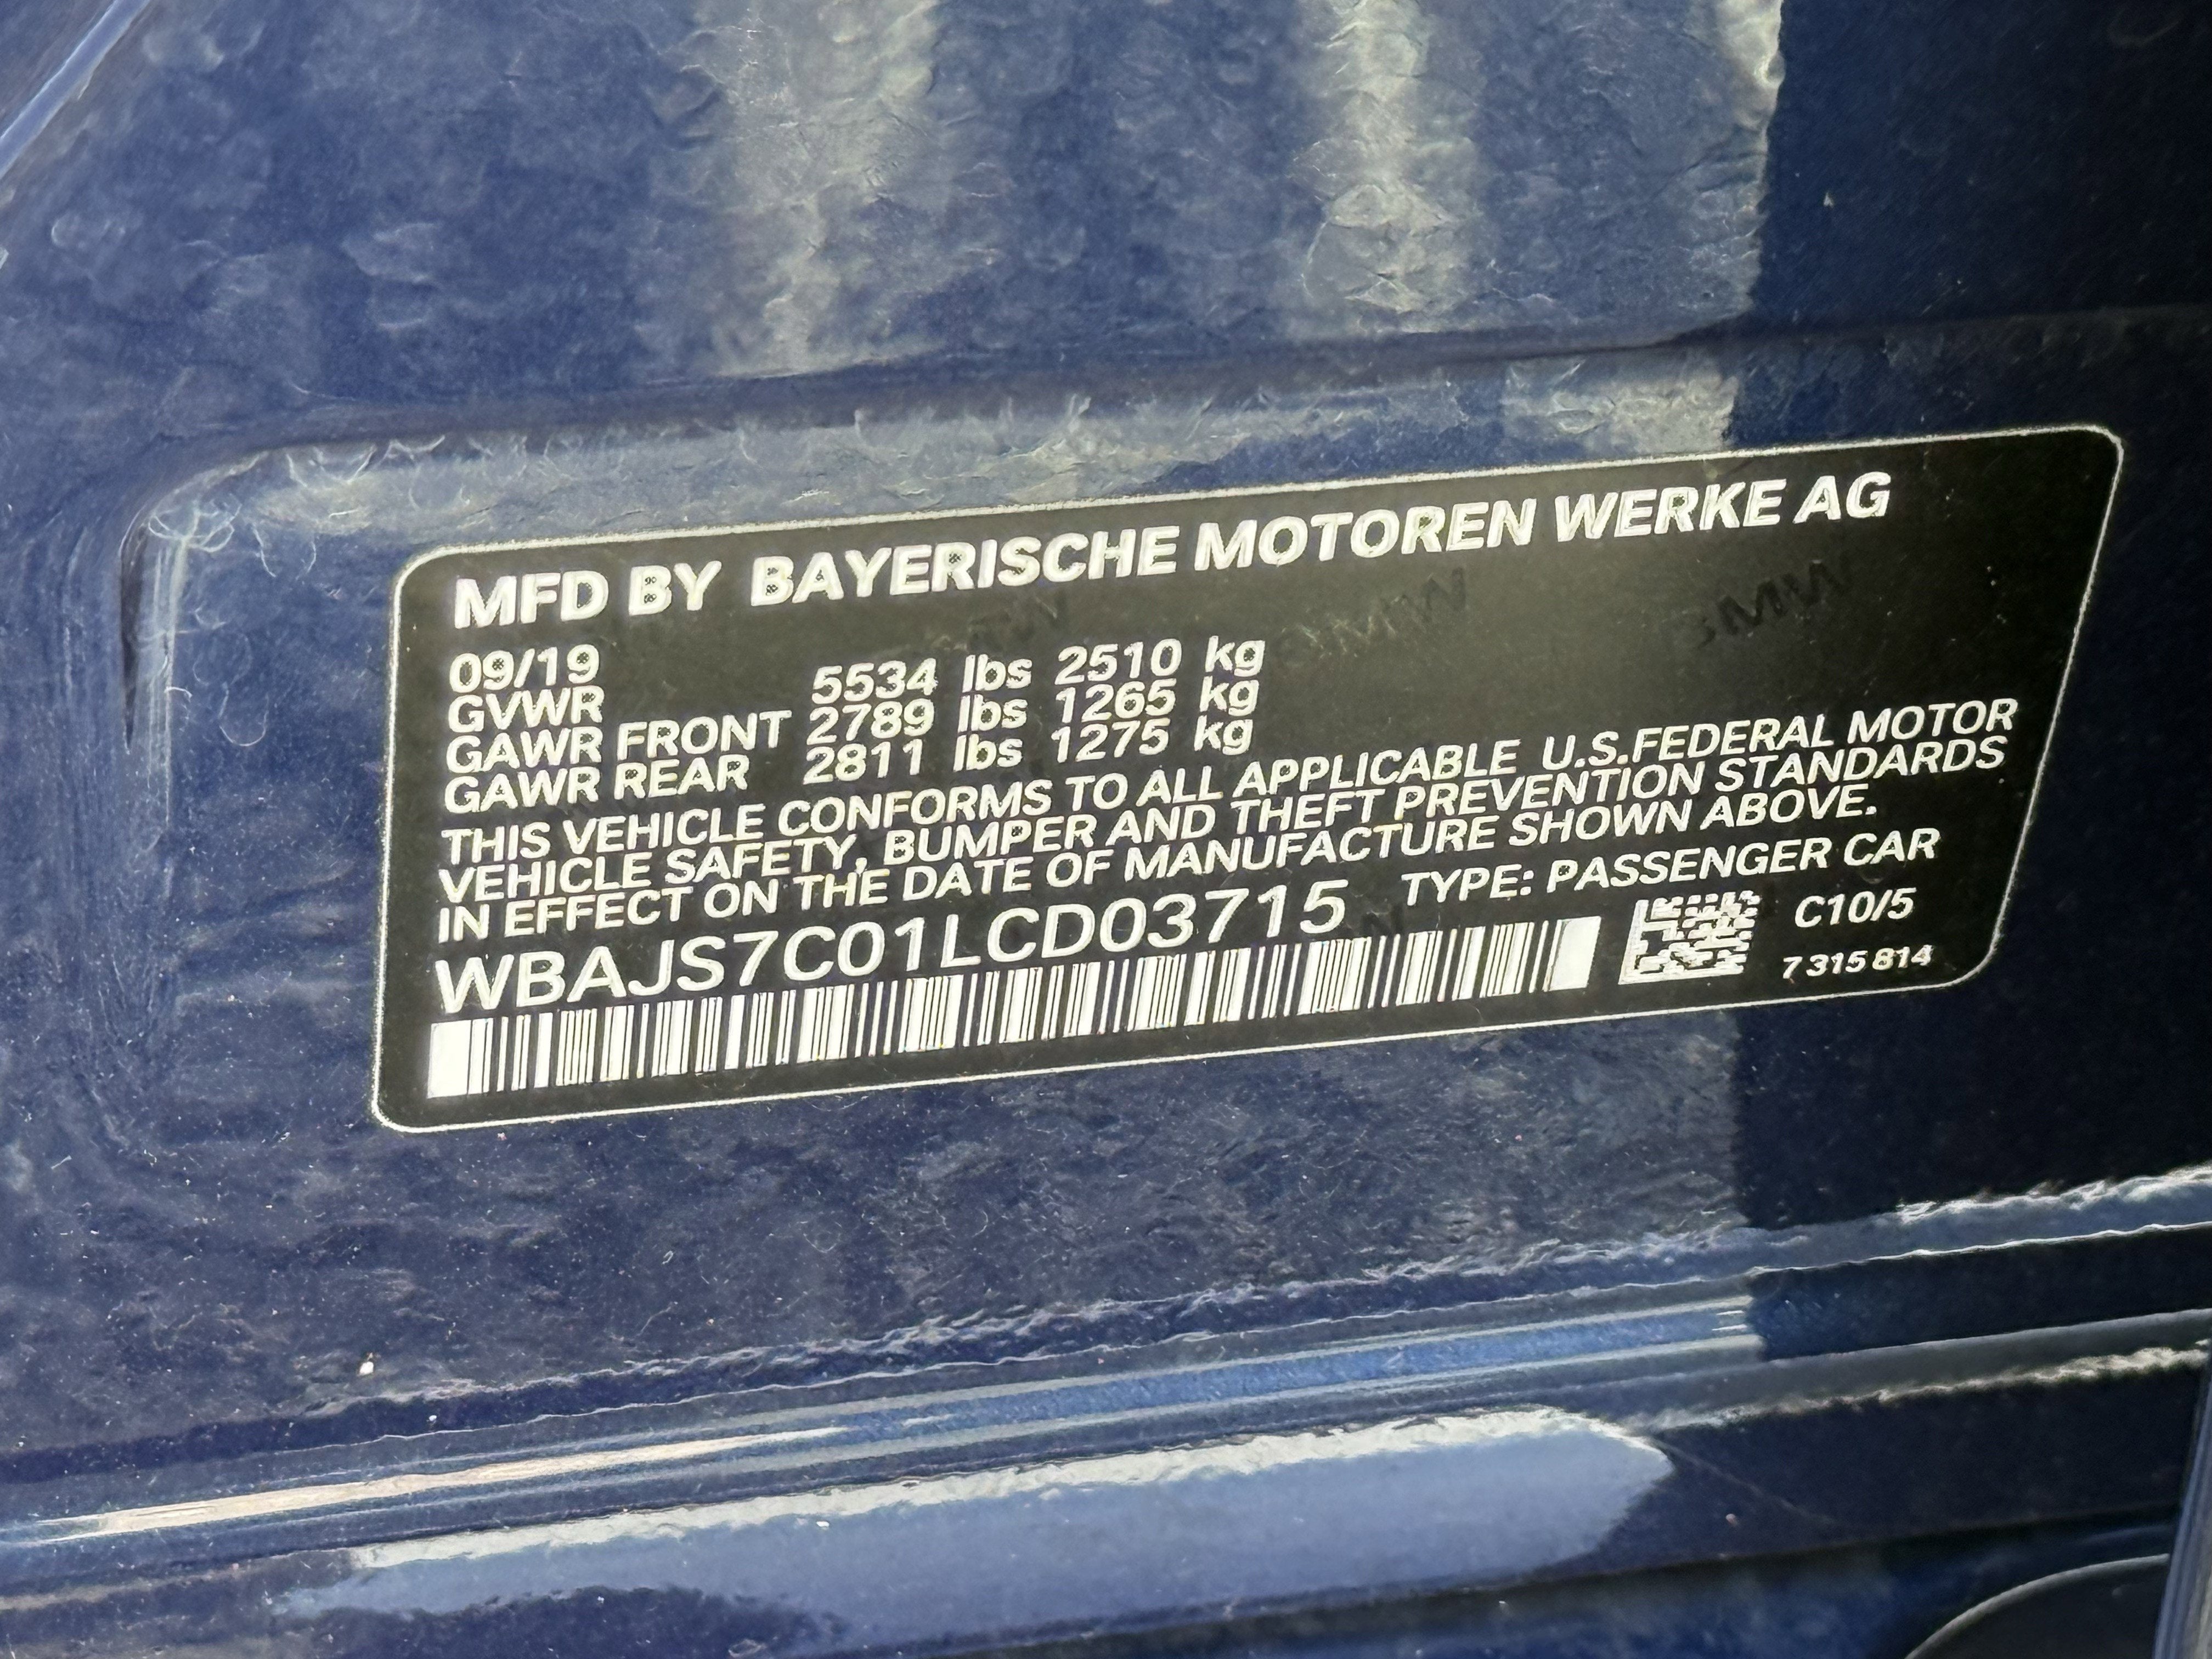 MFD BY BAYERISCHE MOTOREN WERKE AG
09/19
GVWR 5534 lbs 2510 kg
GAWR FRONT 2789 lbs 1265 kg
GAWR REAR 2811 lbs 1275 kg
THIS VEHICLE CONFORMS TO ALL APPLICABLE U.S.FEDERAL MOTOR
VEHICLE SAFETY, BUMPER AND THEFT PREVENTION STANDARDS
IN EFFECT ON THE DATE OF MANUFACTURE SHOWN ABOVE.
WBAJS7C01LCD03715 TYPE: PASSENGER CAR
C10/5
7 315 814
BMW
BMW